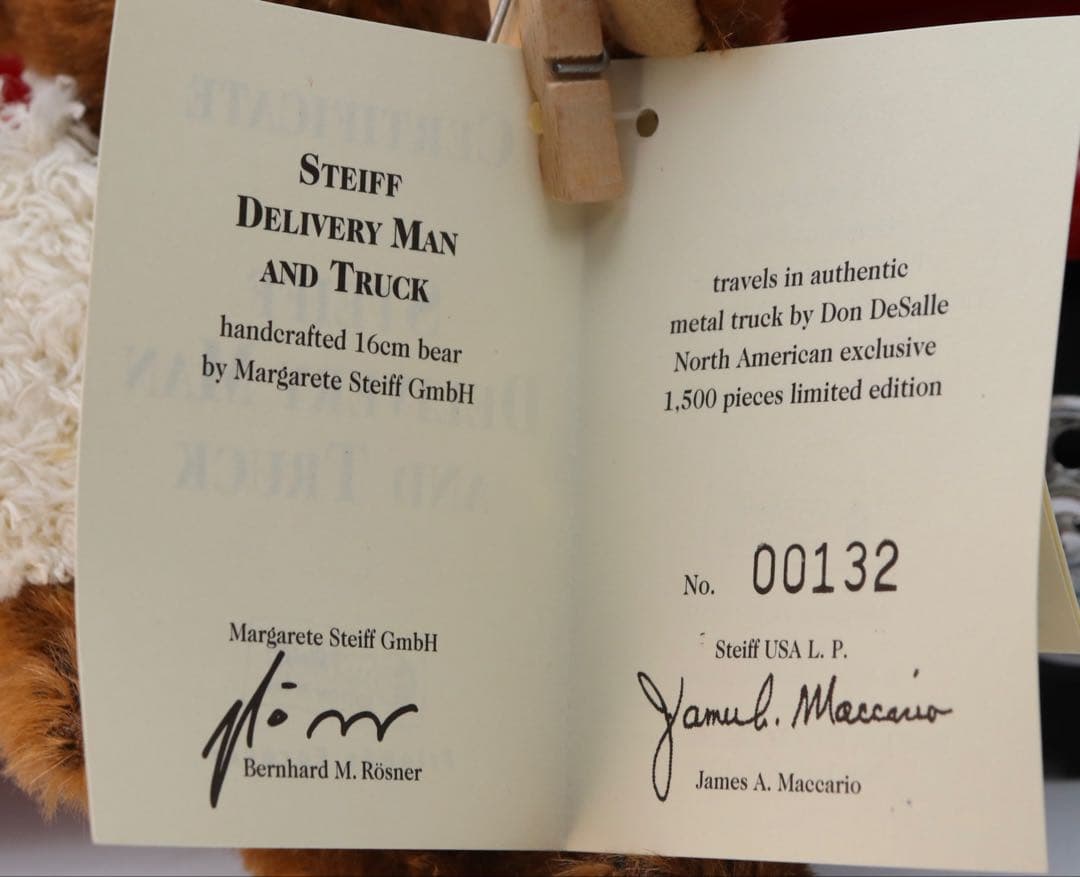 STEIFF
DELIVERY MAN
AND TRUCK
handcrafted 16cm bear
by Margarete Steiff GmbH
Margarete Steiff GmbH
Bernhard M. Rösner
travels in authentic
metal truck by Don DeSalle
North American exclusive
1,500 pieces limited edition
No. 00132
Steiff USA L. P.
James A. Maccario
James A. Maccario